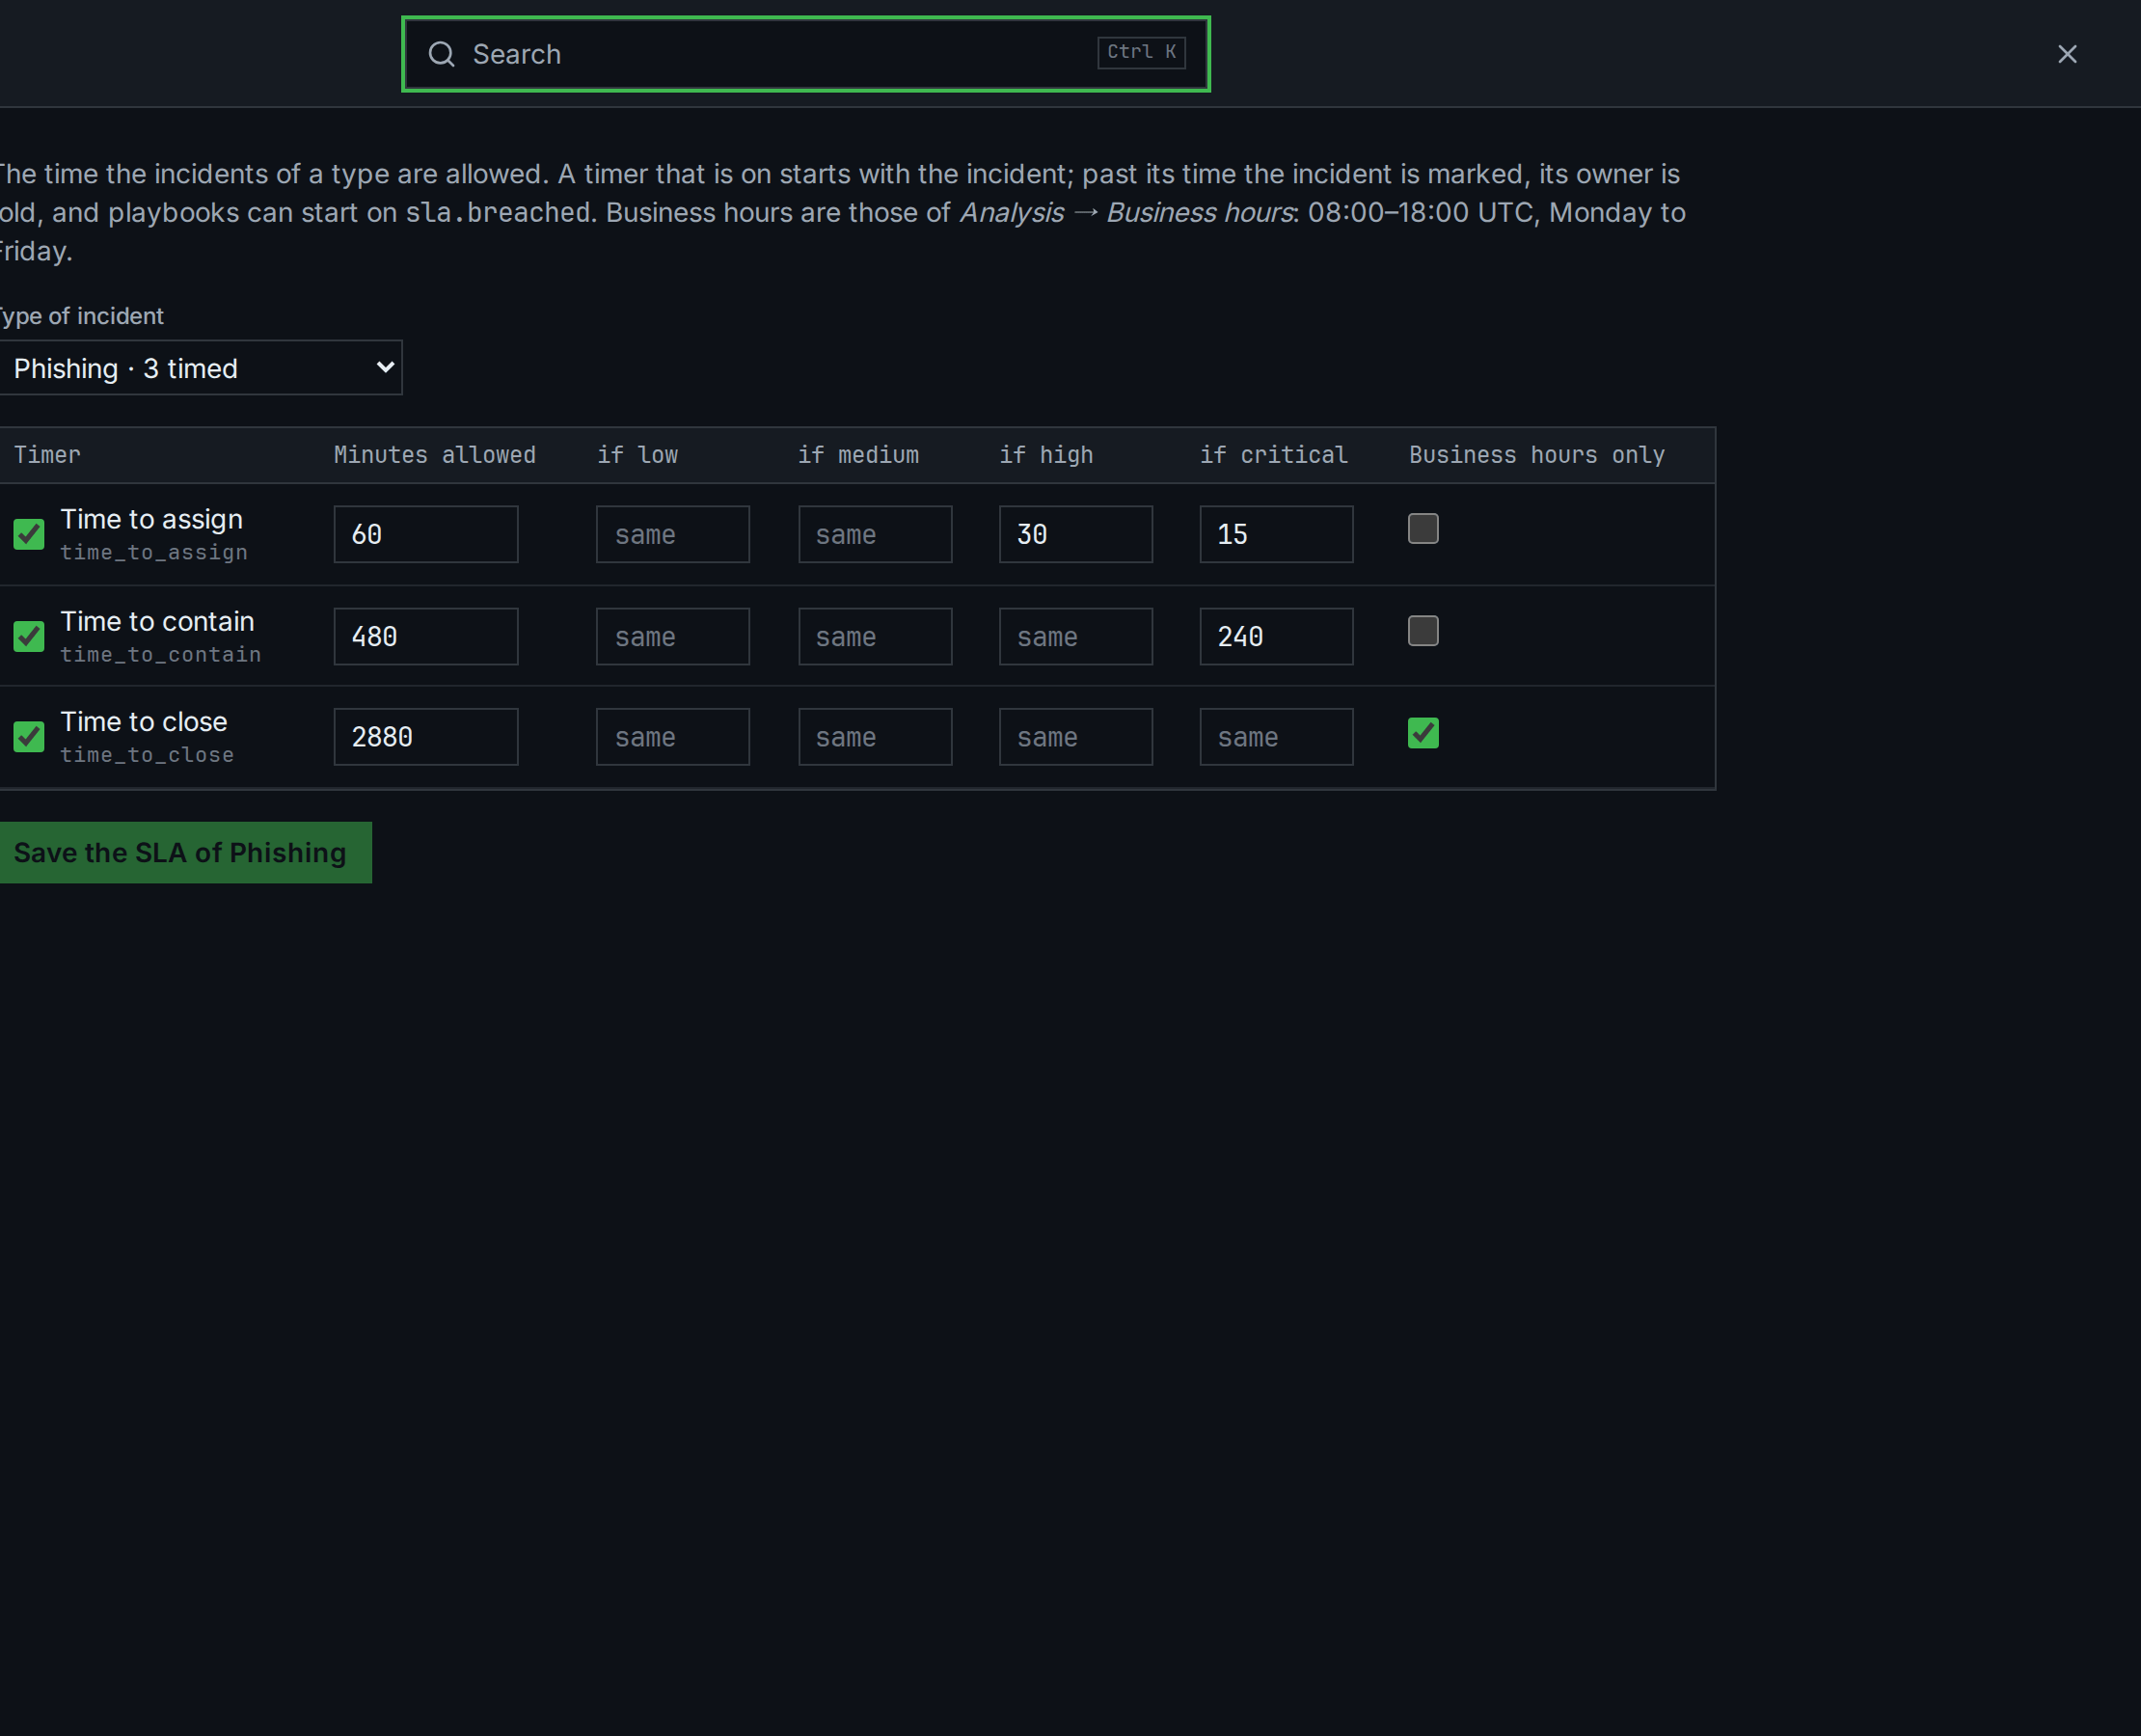 Search Ctrl K
The time the incidents of a type are allowed. A timer that is on starts with the incident; past its time the incident is marked, its owner is
told, and playbooks can start on sla.breached. Business hours are those of Analysis → Business hours: 08:00–18:00 UTC, Monday to
Friday.
Type of incident
Phishing · 3 timed
Timer Minutes allowed if low if medium if high if critical Business hours only
Time to assign 60 same same 30 15
time_to_assign
Time to contain 480 same same same 240
time_to_contain
Time to close 2880 same same same same
time_to_close
Save the SLA of Phishing